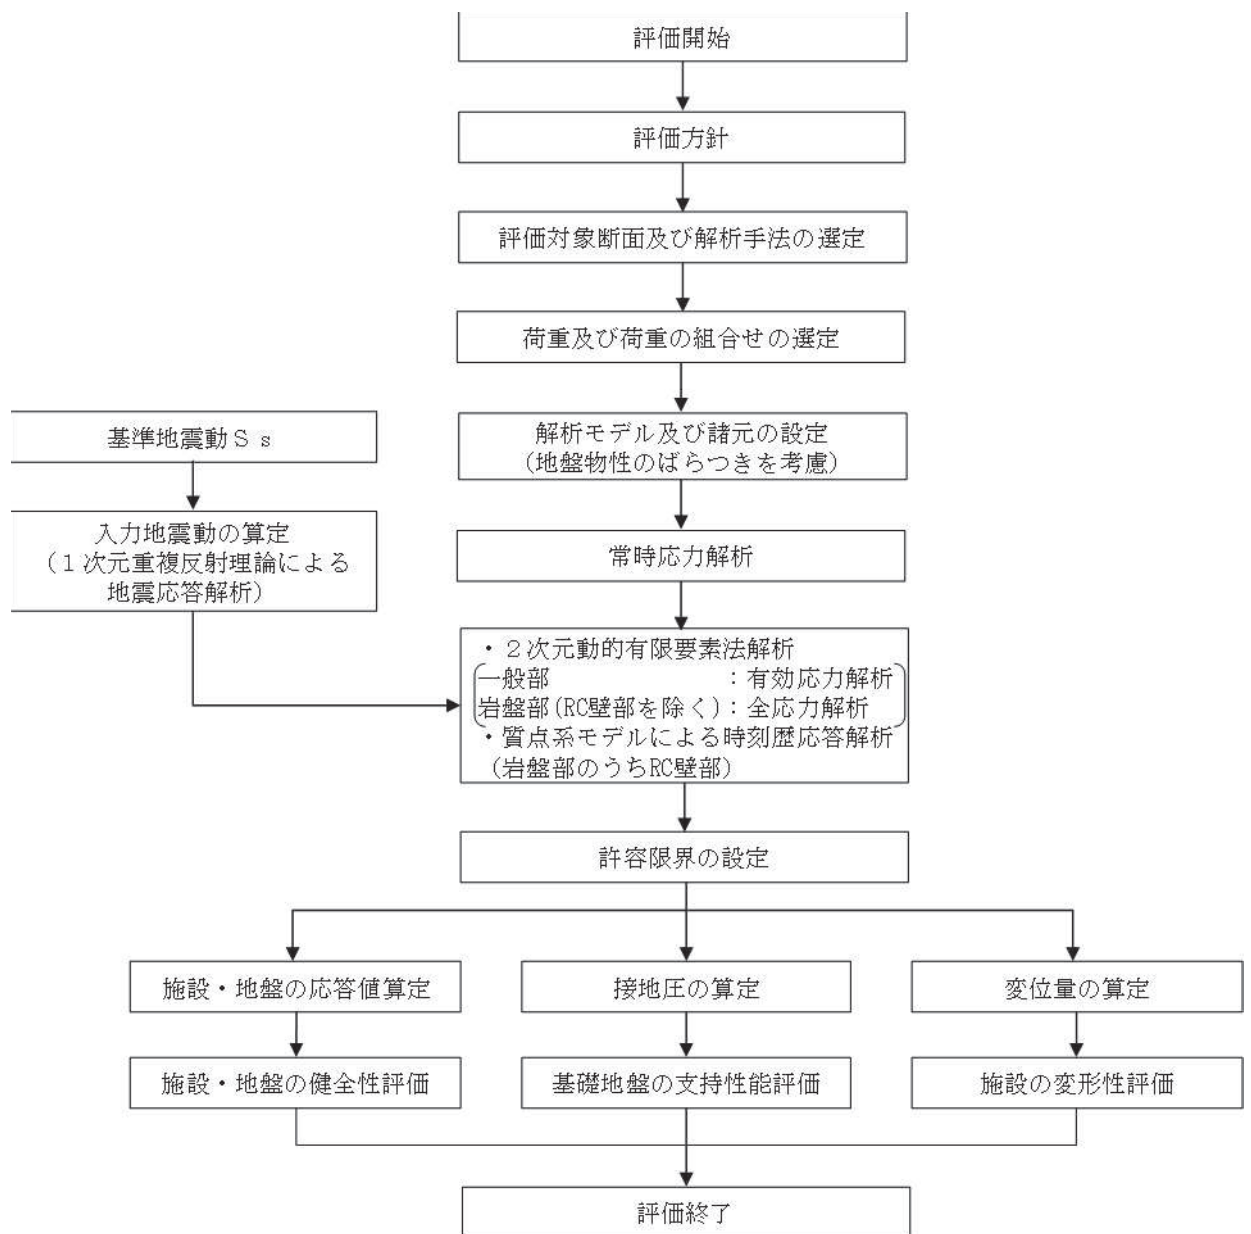 評価開始
評価方針
評価対象断面及び解析手法の選定
荷重及び荷重の組合せの選定
基準地震動Ｓｓ
解析モデル及び諸元の設定
(地盤物性のばらつきを考慮)
入力地震動の算定
(１次元重複反射理論による
地震応答解析)
常時応力解析
・２次元動的有限要素法解析
一般部　　　　　　　：有効応力解析
岩盤部(RC壁部を除く)：全応力解析
・質点系モデルによる時刻歴応答解析
(岩盤部のうちRC壁部)
許容限界の設定
施設・地盤の応答値算定
接地圧の算定
変位量の算定
施設・地盤の健全性評価
基礎地盤の支持性能評価
施設の変形性評価
評価終了